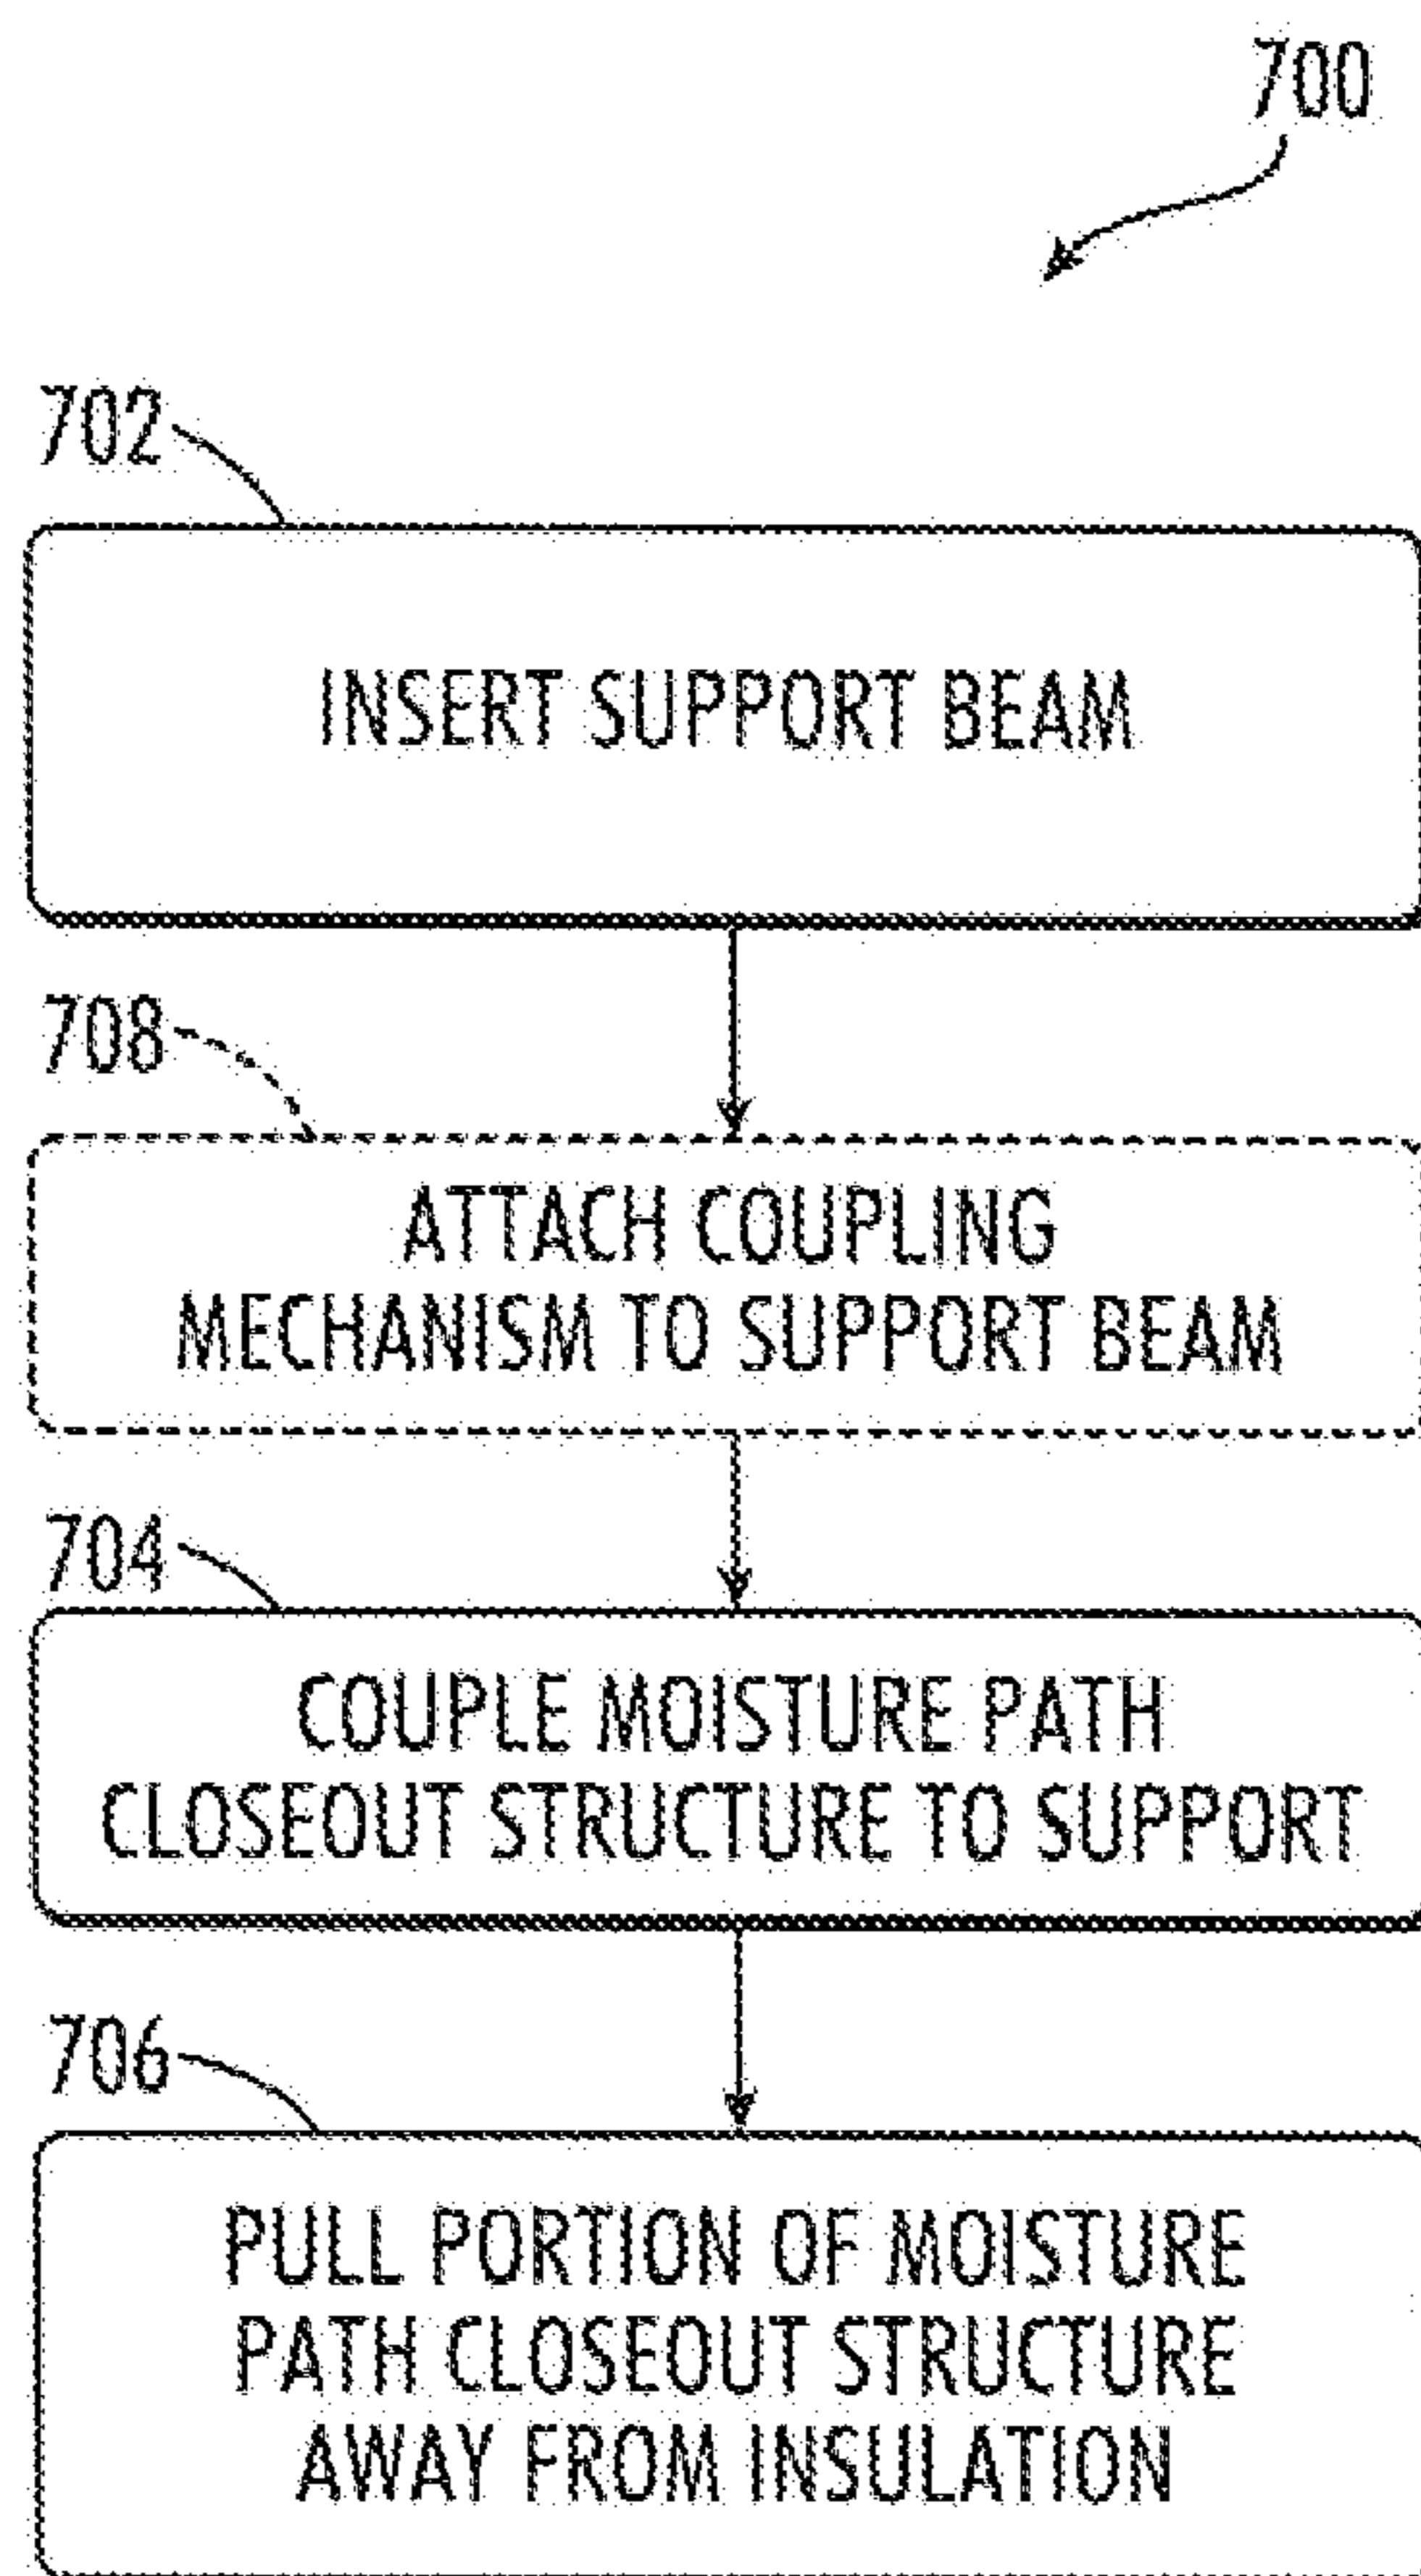 700
702
INSERT SUPPORT BEAM
708
ATTACH COUPLING
MECHANISM TO SUPPORT BEAM
704
COUPLE MOISTURE PATH
CLOSEOUT STRUCTURE TO SUPPORT
706
PULL PORTION OF MOISTURE
PATH CLOSEOUT STRUCTURE
AWAY FROM INSULATION